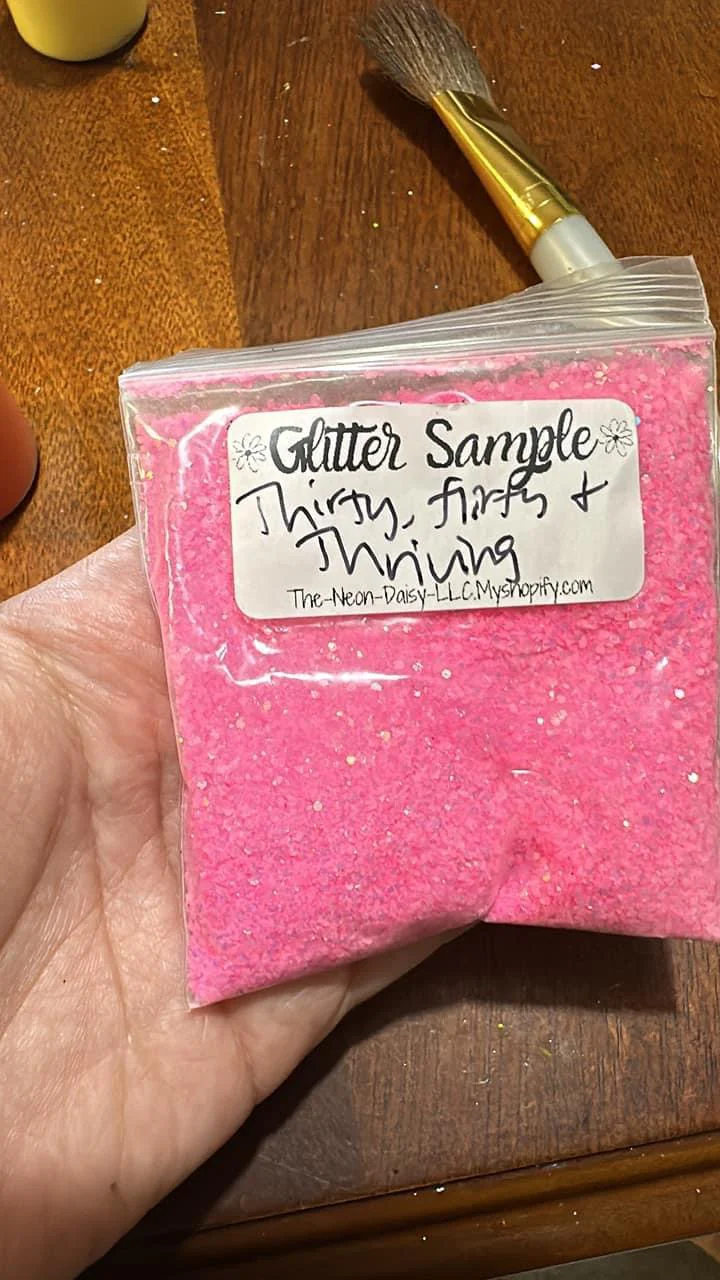 Glitter Sample
Thirty, flirty +
Thriving
The-Neon-Daisy-LLC.Myshopify.com